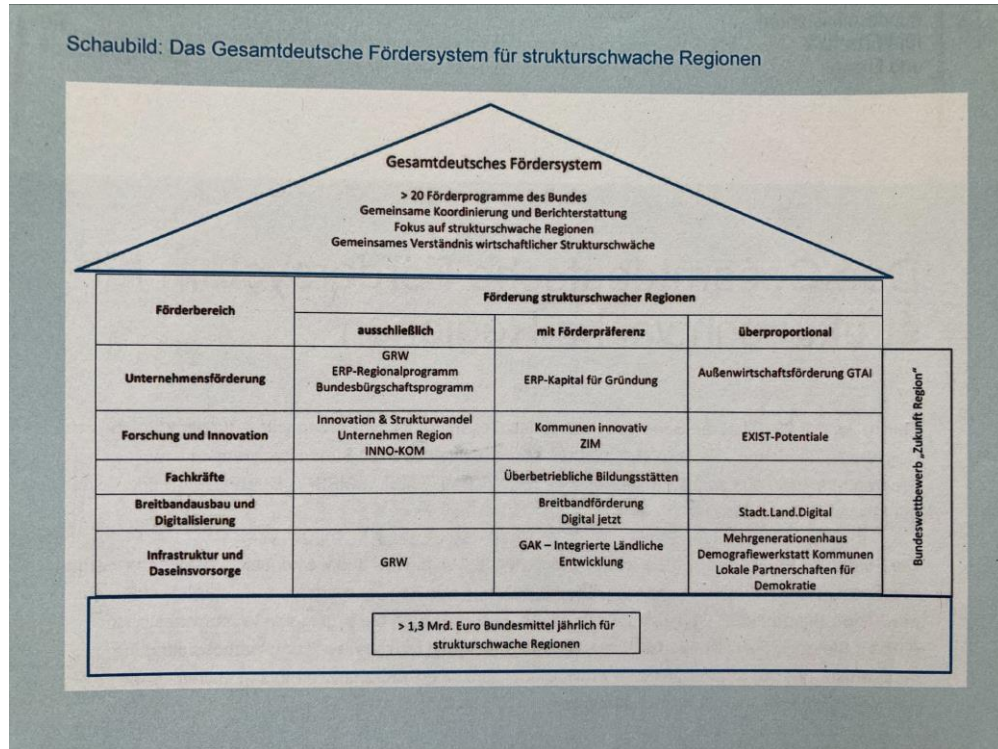 Schaubild: Das Gesamtdeutsche Fördersystem für strukturschwache Regionen
Gesamtdeutsches Fördersystem
> 20 Förderprogramme des Bundes
Gemeinsame Koordinierung und Berichterstattung
Fokus auf strukturschwache Regionen
Gemeinsames Verständnis wirtschaftlicher Strukturschwäche
Förderbereich
Förderung strukturschwacher Regionen
ausschließlich
mit Förderpräferenz
überproportional
Unternehmensförderung
GRW
ERP-Regionalprogramm
Bundesbürgschaftsprogramm
ERP-Kapital für Gründung
Außenwirtschaftsförderung GTAI
Forschung und Innovation
Innovation & Strukturwandel
Unternehmen Region
INNO-KOM
Kommunen innovativ
ZIM
EXIST-Potentiale
Fachkräfte
Überbetriebliche Bildungsstätten
Breitbandausbau und
Digitalisierung
Breitbandförderung
Digital jetzt
Stadt.Land.Digital
Infrastruktur und
Daseinsvorsorge
GRW
GAK – Integrierte Ländliche
Entwicklung
Mehrgenerationenhaus
Demografiewerkstatt Kommunen
Lokale Partnerschaften für
Demokratie
Bundeswettbewerb „Zukunft Region"
> 1,3 Mrd. Euro Bundesmittel jährlich für
strukturschwache Regionen